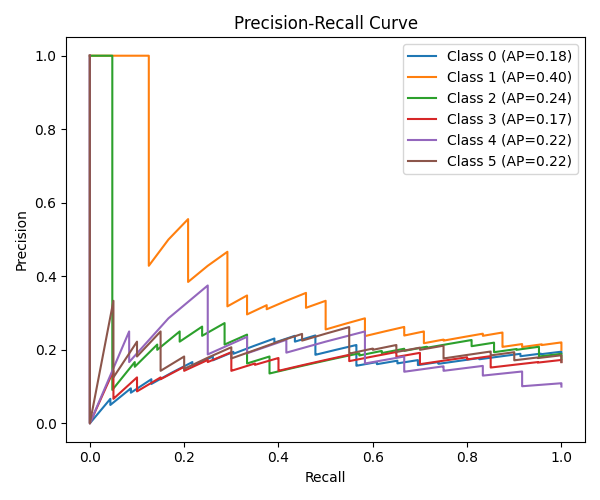 Precision-Recall Curve
Class 0 (AP=0.18)
Class 1 (AP=0.40)
Class 2 (AP=0.24)
Class 3 (AP=0.17)
Class 4 (AP=0.22)
Class 5 (AP=0.22)
Precision
1.0
0.8
0.6
0.4
0.2
0.0
0.0 0.2 0.4 0.6 0.8 1.0
Recall